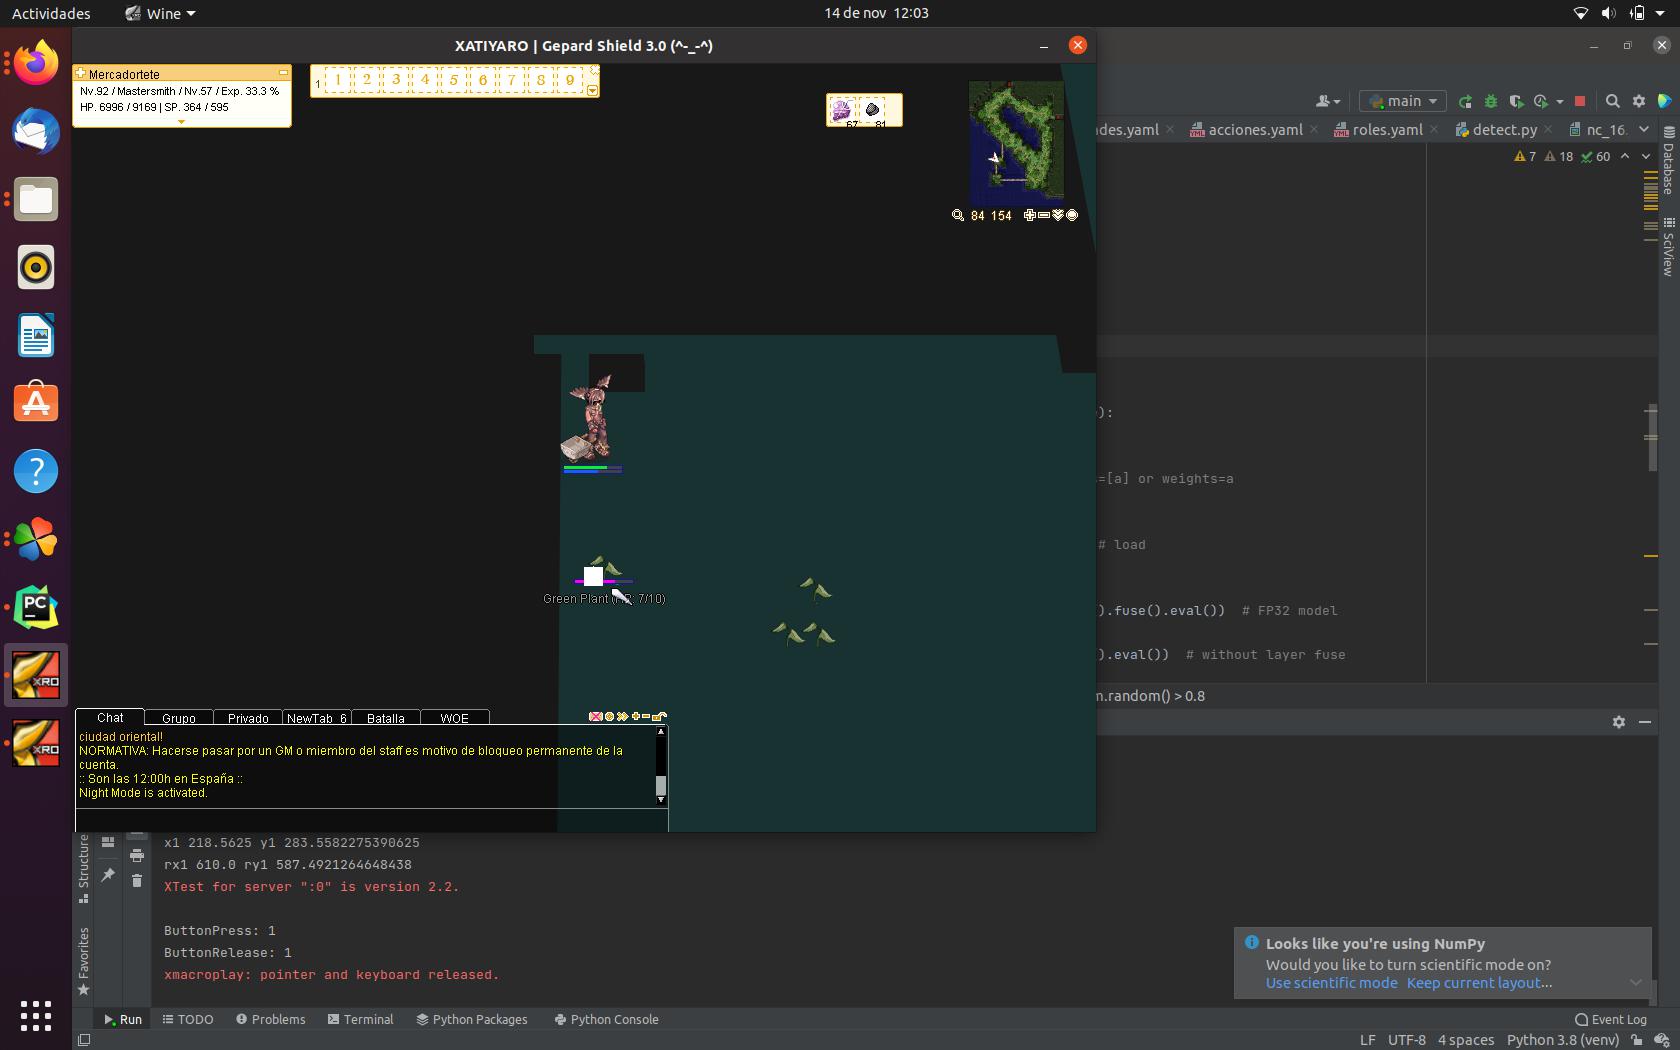 Actividades
Wine
14 de nov 12:03
XATIYARO | Gepard Shield 3.0 (^-_-^)
Mercadortete
Nv.92 / Mastersmith / Nv.57 / Exp. 33.3 %
HP. 6996 / 9169 | SP. 364 / 595
1 1 2 3 4 5 6 7 8 9
67 81
84 154
main
des.yaml
acciones.yaml
roles.yaml
detect.py
nc_16.
7 18 60
Database
SciView
):
=[a] or weights=a
# load
).fuse().eval()) # FP32 model
).eval()) # without layer fuse
m.random() > 0.8
Green Plant (HP: 7/10)
Chat Grupo Privado NewTab_6 Batalla WOE
ciudad oriental!
NORMATIVA: Hacerse pasar por un GM o miembro del staff es motivo de bloqueo permanente de la
cuenta.
:: Son las 12:00h en España ::
Night Mode is activated.
PC
XRO
XRO
Structure
Favorites
x1 218.5625 y1 283.5582275390625
rx1 610.0 ry1 587.4921264648438
XTest for server ":0" is version 2.2.
ButtonPress: 1
ButtonRelease: 1
xmacroplay: pointer and keyboard released.
Looks like you're using NumPy
Would you like to turn scientific mode on?
Use scientific mode Keep current layout...
Run TODO Problems Terminal Python Packages Python Console
Event Log
LF UTF-8 4 spaces Python 3.8 (venv)